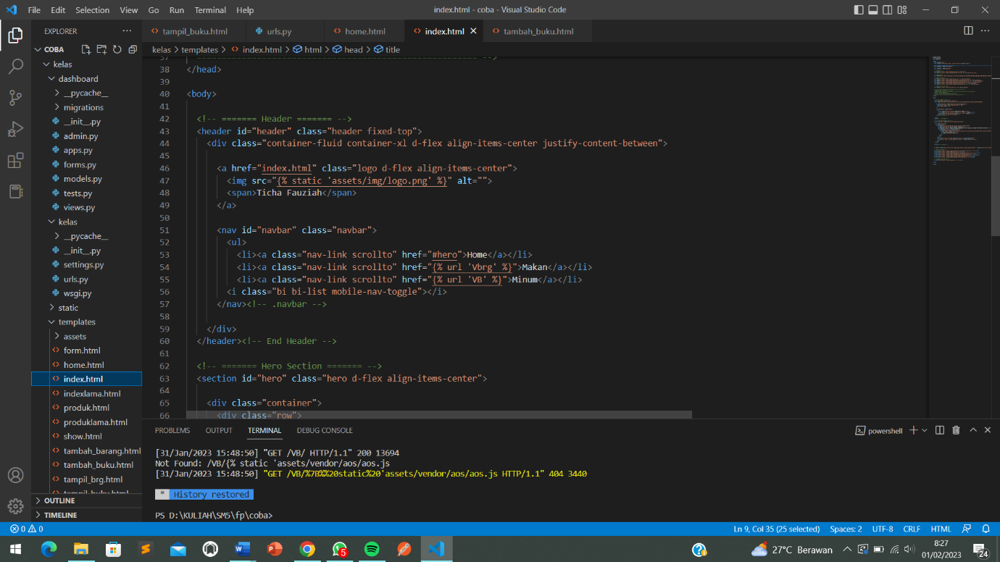 File Edit Selection View Go Run Terminal Help
index.html - coba - Visual Studio Code
EXPLORER
COBA
kelas
dashboard
__pycache__
migrations
__init__.py
admin.py
apps.py
forms.py
models.py
tests.py
views.py
kelas
__pycache__
__init__.py
settings.py
urls.py
wsgi.py
static
templates
assets
form.html
home.html
index.html
indexlama.html
produk.html
produklama.html
show.html
tambah_barang.html
tambah_buku.html
tampil_brg.html
tampil_buku.html
OUTLINE
TIMELINE
tampil_buku.html urls.py home.html index.html tambah_buku.html
kelas > templates > index.html > html > head > title
37 ======================================================== -->
38 </head>
39
40 <body>
41
42 <!-- ======= Header ======= -->
43 <header id="header" class="header fixed-top">
44 <div class="container-fluid container-xl d-flex align-items-center justify-content-between">
45
46 <a href="index.html" class="logo d-flex align-items-center">
47 <img src="{% static 'assets/img/logo.png' %}" alt="">
48 <span>Ticha Fauziah</span>
49 </a>
50
51 <nav id="navbar" class="navbar">
52 <ul>
53 <li><a class="nav-link scrollto" href="#hero">Home</a></li>
54 <li><a class="nav-link scrollto" href="{% url 'Vbrg' %}">Makan</a></li>
55 <li><a class="nav-link scrollto" href="{% url 'VB' %}">Minum</a></li>
56 <i class="bi bi-list mobile-nav-toggle"></i>
57 </nav><!-- .navbar -->
58
59 </div>
60 </header><!-- End Header -->
61
62 <!-- ======= Hero Section ======= -->
63 <section id="hero" class="hero d-flex align-items-center">
64
65 <div class="container">
66 <div class="row">
PROBLEMS OUTPUT TERMINAL DEBUG CONSOLE
powershell
[31/Jan/2023 15:48:50] "GET /VB/ HTTP/1.1" 200 13694
Not Found: /VB/{% static 'assets/vendor/aos/aos.js
[31/Jan/2023 15:48:50] "GET /VB/%7B%%20static%20'assets/vendor/aos/aos.js HTTP/1.1" 404 3440
* History restored
PS D:\KULIAH\SM5\fp\coba>
0 0
Ln 9, Col 35 (25 selected) Spaces: 2 UTF-8 CRLF HTML
5
27°C Berawan
8:27
01/02/2023
24